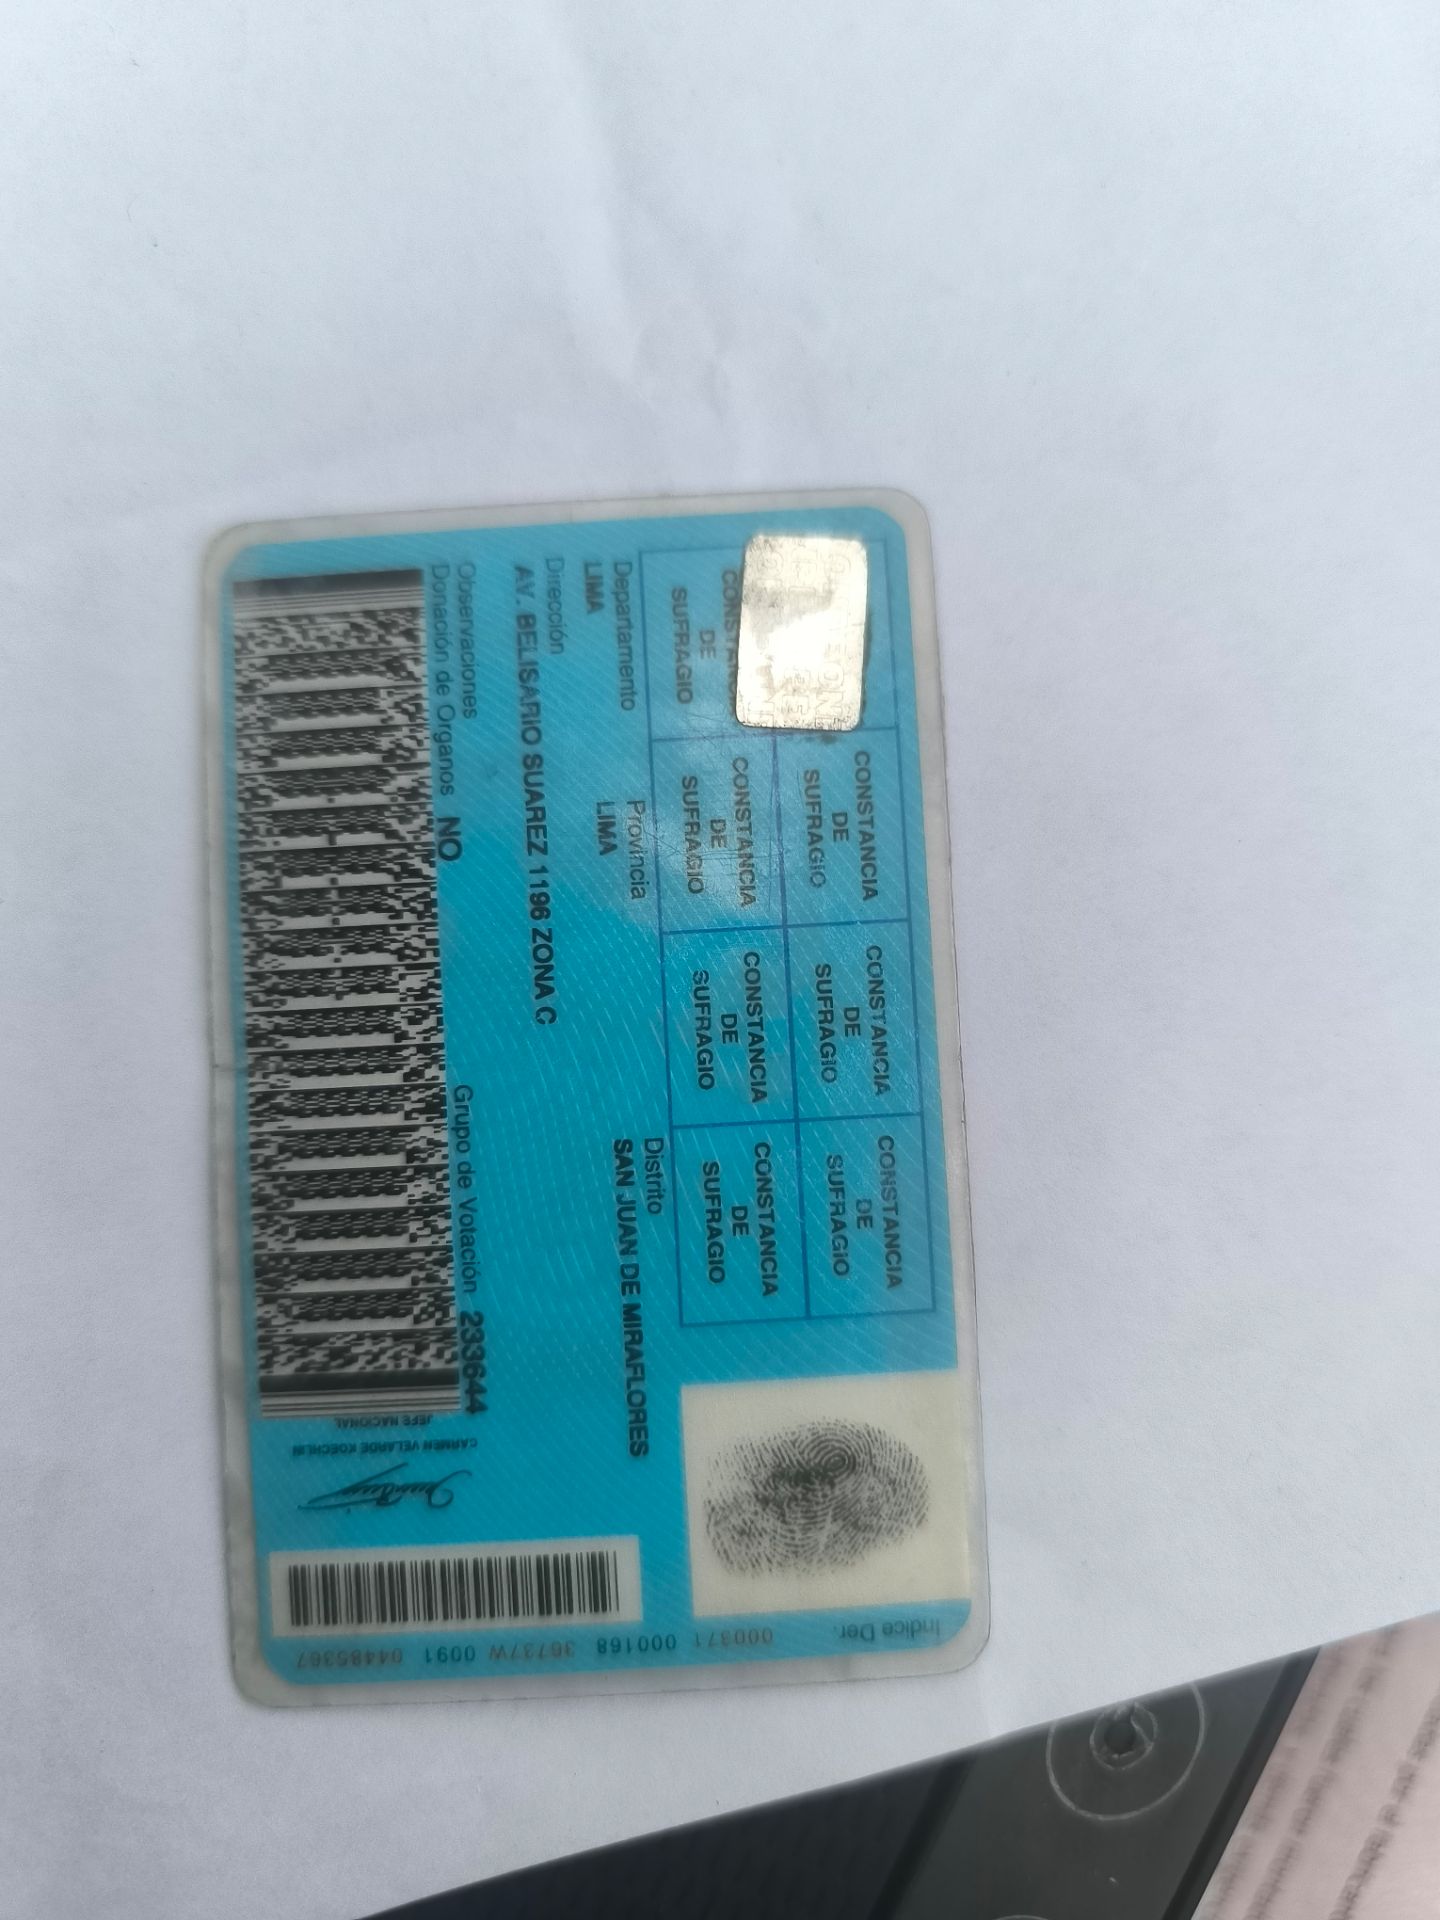 CONSTANCIA
DE
SUFRAGIO
CONSTANCIA
DE
SUFRAGIO
CONSTANCIA
DE
SUFRAGIO
DE
SUFRAGIO
CONSTANCIA
DE
SUFRAGIO
CONSTANCIA
DE
SUFRAGIO
CONSTANCIA
DE
SUFRAGIO
Departamento Provincia Distrito
LIMA LIMA SAN JUAN DE MIRAFLORES
Dirección
AV. BELISARIO SUAREZ 1196 ZONA C
Observaciones
Donación de Organos NO Grupo de Votación 233644
Indice Der.
000371 000168 36737W 0091 04485367
CARMEN VELARDE KOECHLIN
JEFE NACIONAL